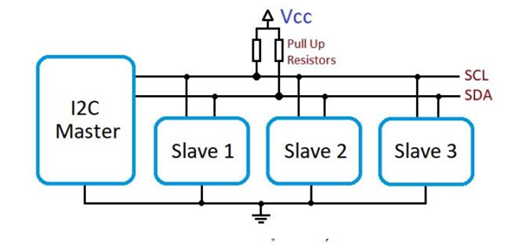 Vcc
Pull Up
Resistors
SCL
SDA
I2C
Master
Slave 1
Slave 2
Slave 3